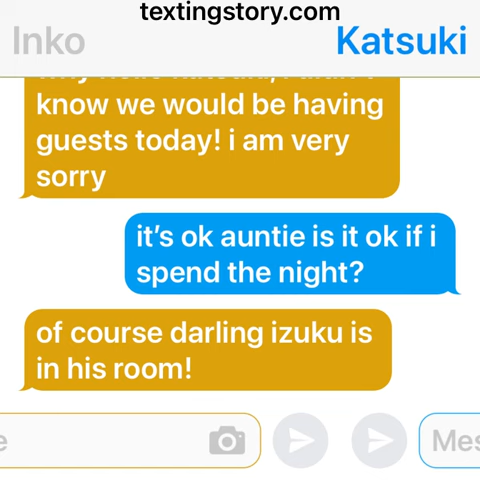 textingstory.com
Inko Katsuki
know we would be having
guests today! i am very
sorry
it’s ok auntie is it ok if i
spend the night?
of course darling izuku is
in his room!
e Mes